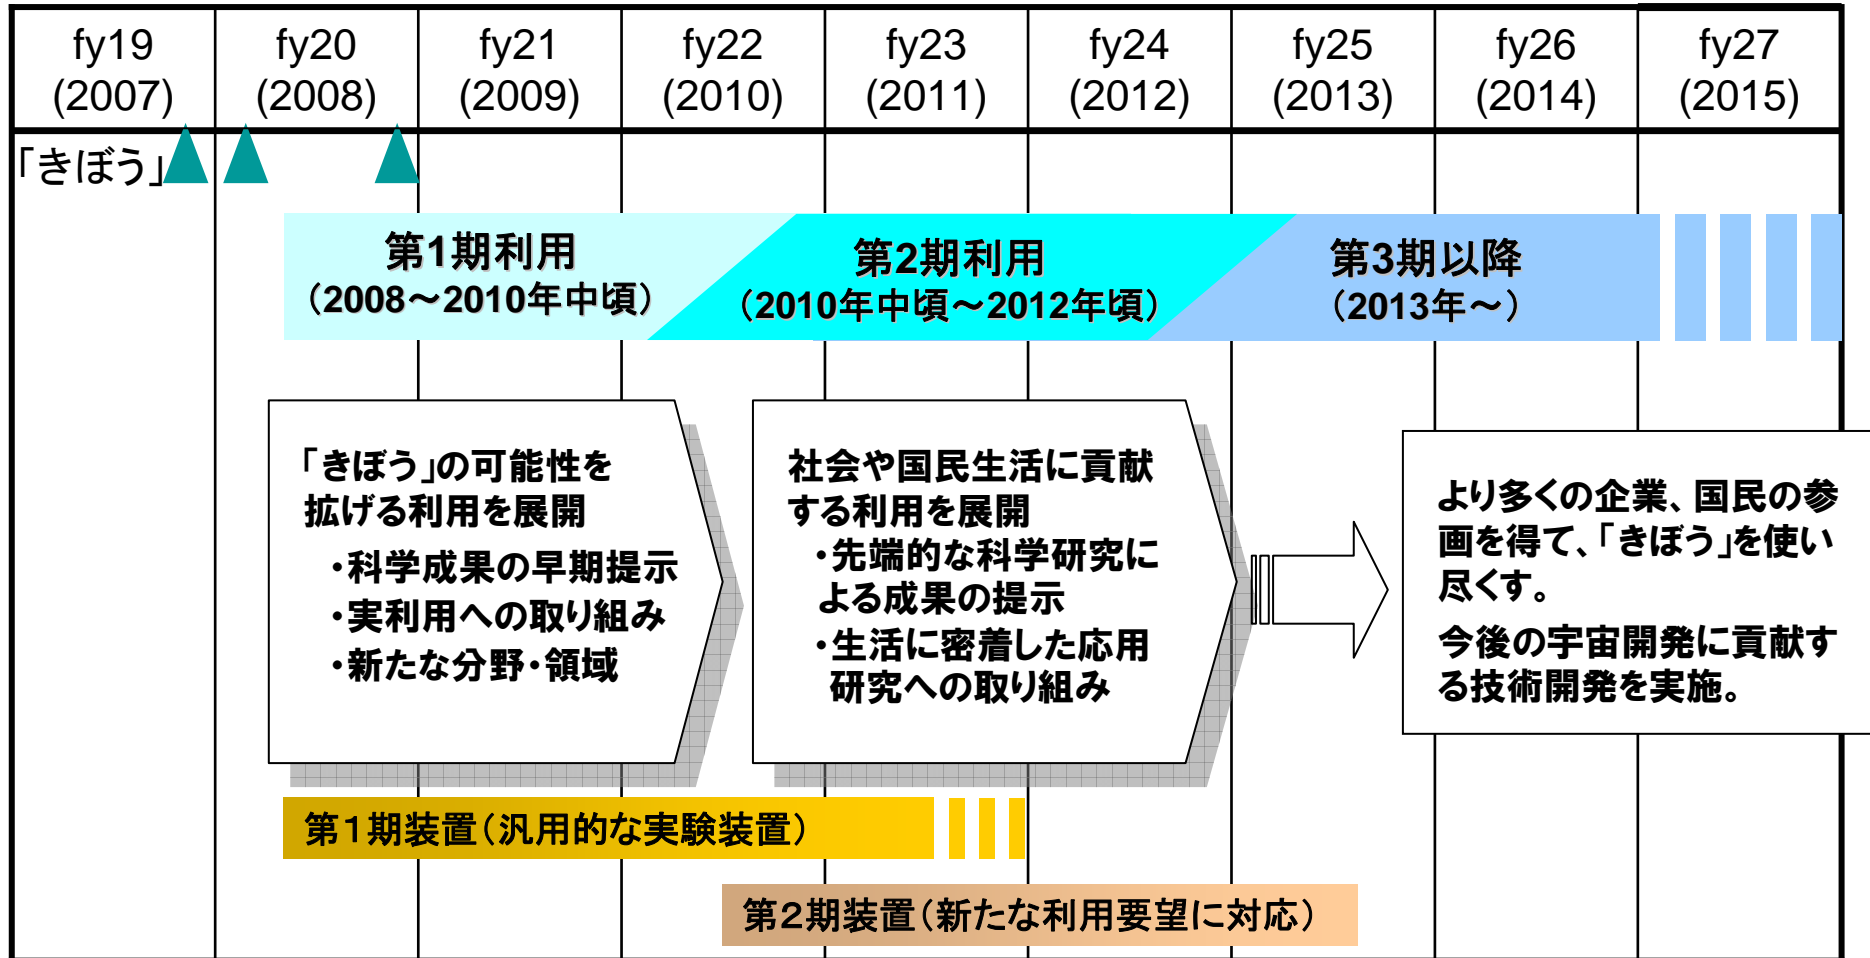 fy19
(2007)
fy20
(2008)
fy21
(2009)
fy22
(2010)
fy23
(2011)
fy24
(2012)
fy25
(2013)
fy26
(2014)
fy27
(2015)
「きぼう」
第1期利用
（2008～2010年中頃）
第2期利用
（2010年中頃～2012年頃）
第3期以降
（2013年～）
「きぼう」の可能性を
拡げる利用を展開
・科学成果の早期提示
・実利用への取り組み
・新たな分野・領域
社会や国民生活に貢献
する利用を展開
・先端的な科学研究に
よる成果の提示
・生活に密着した応用
研究への取り組み
より多くの企業、国民の参
画を得て、「きぼう」を使い
尽くす。
今後の宇宙開発に貢献す
る技術開発を実施。
第１期装置（汎用的な実験装置）
第２期装置（新たな利用要望に対応）